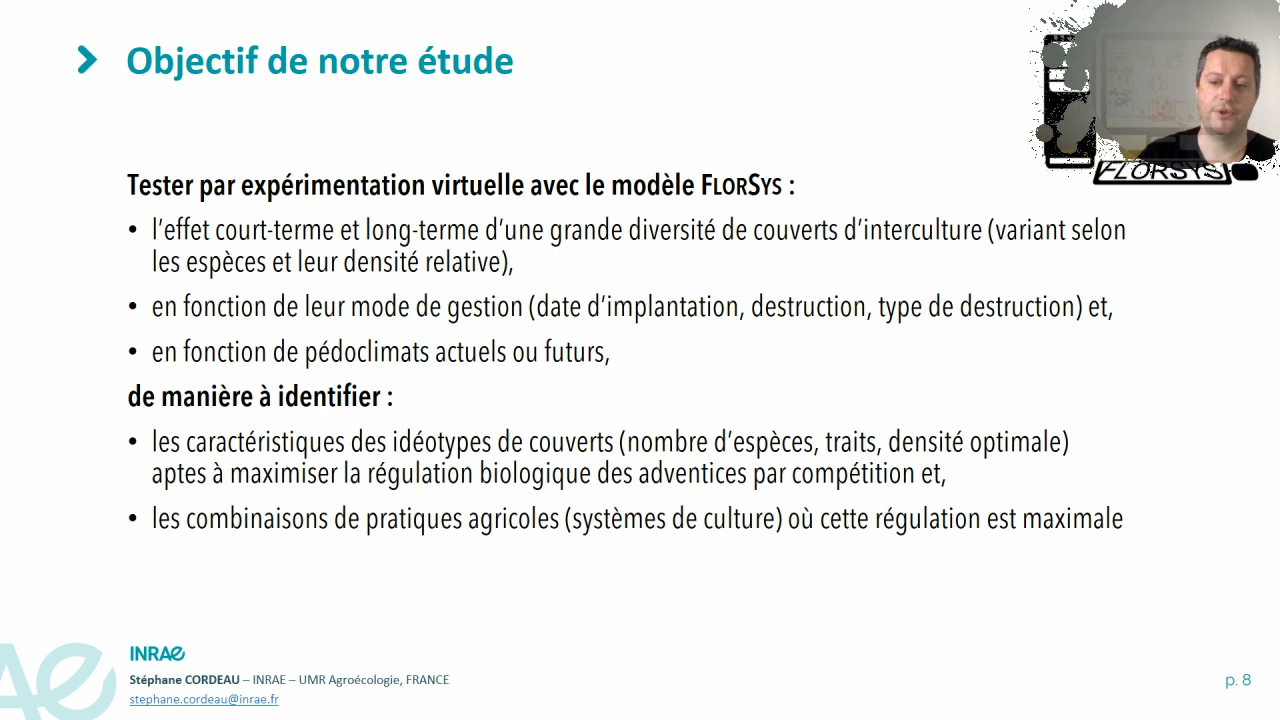 Objectif de notre étude
FLORSYS
Tester par expérimentation virtuelle avec le modèle FLORSYS :
• l’effet court-terme et long-terme d’une grande diversité de couverts d’interculture (variant selon
les espèces et leur densité relative),
• en fonction de leur mode de gestion (date d’implantation, destruction, type de destruction) et,
• en fonction de pédoclimats actuels ou futurs,
de manière à identifier :
• les caractéristiques des idéotypes de couverts (nombre d’espèces, traits, densité optimale)
aptes à maximiser la régulation biologique des adventices par compétition et,
• les combinaisons de pratiques agricoles (systèmes de culture) où cette régulation est maximale
INRAE
Stéphane CORDEAU – INRAE – UMR Agroécologie, FRANCE
stephane.cordeau@inrae.fr
p. 8